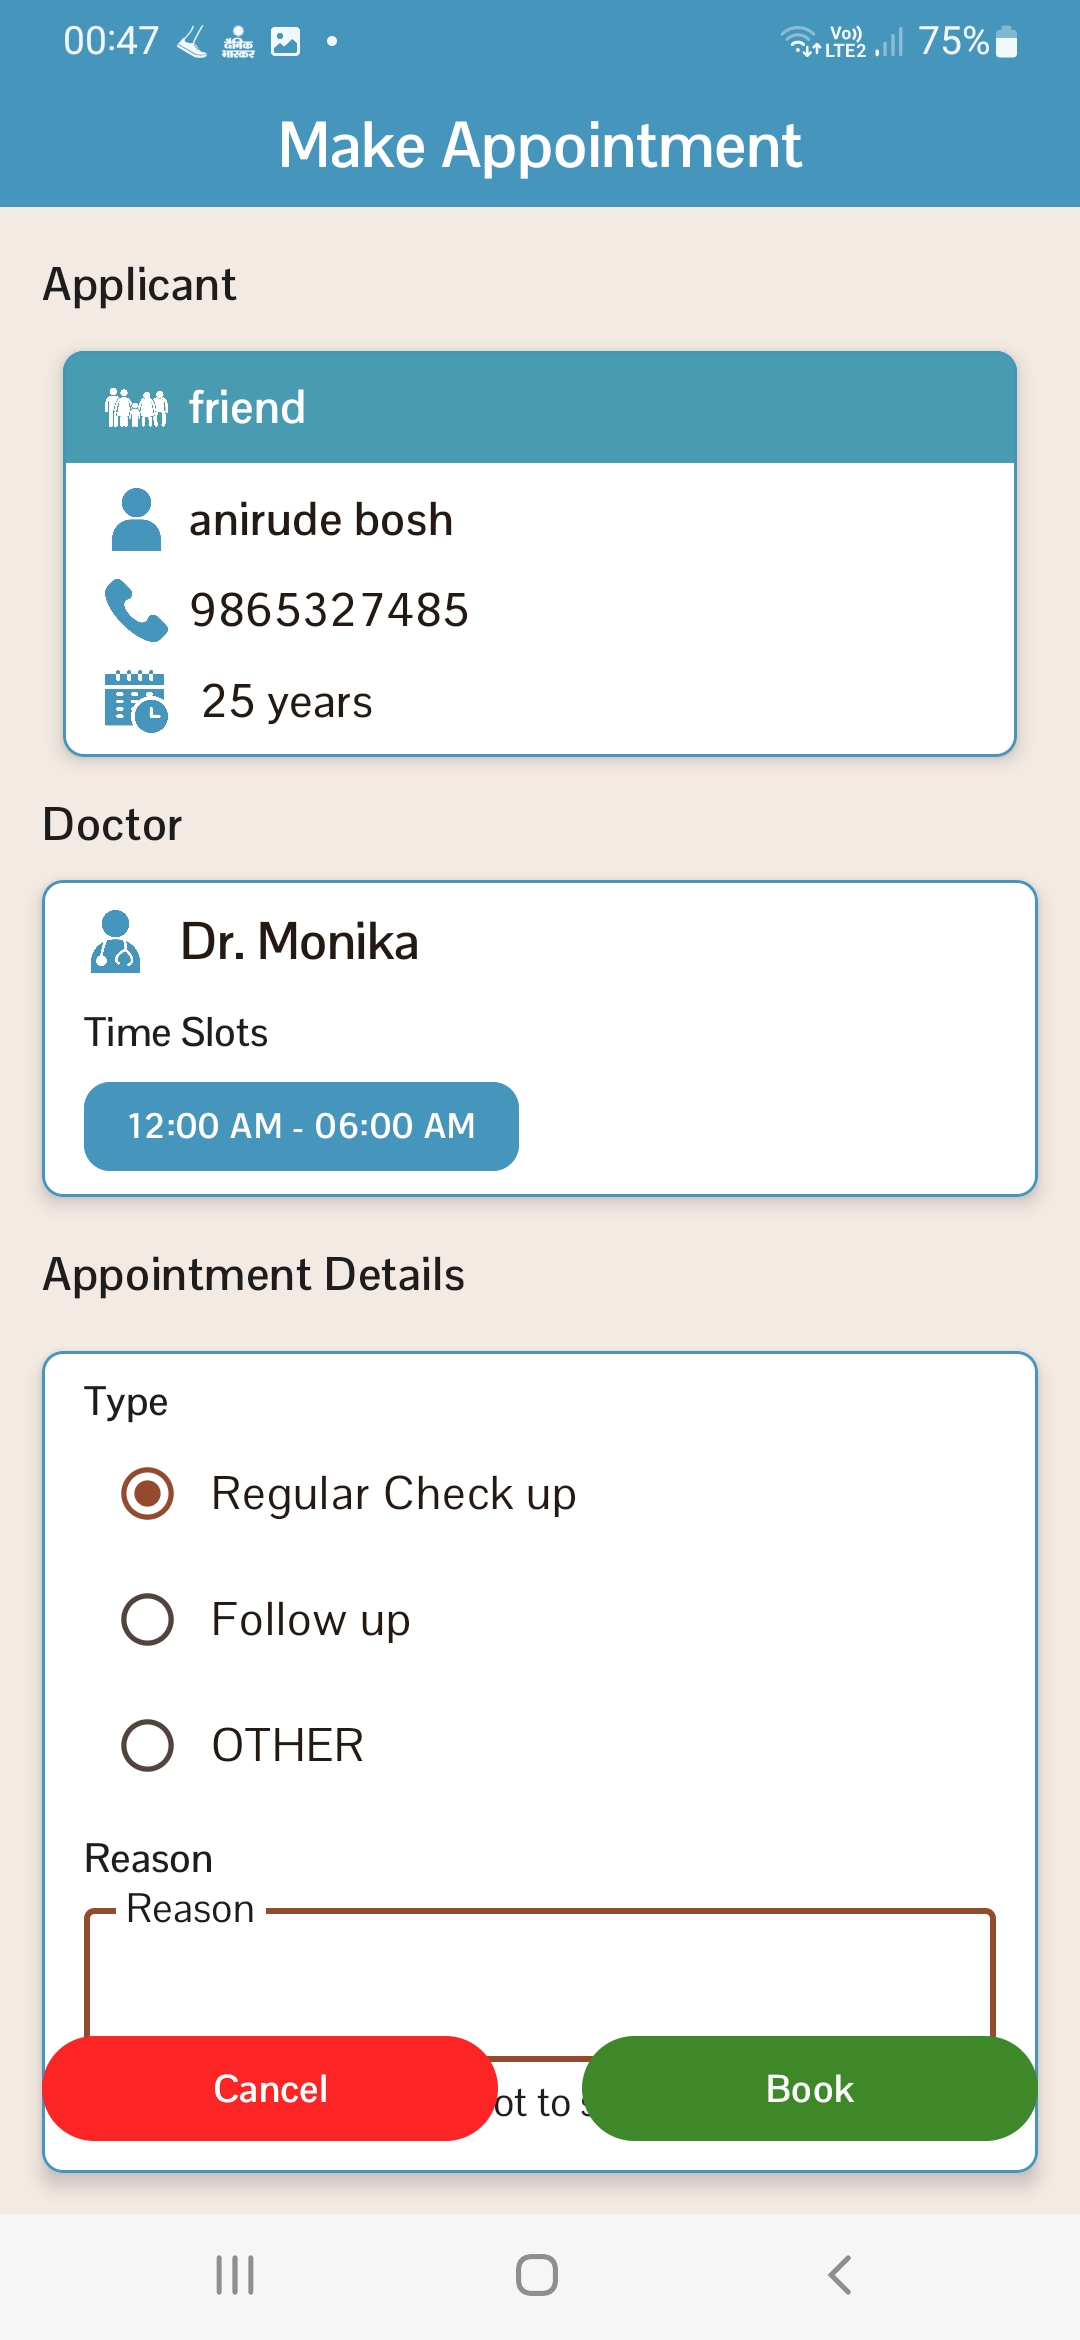 00:47 दैनिक भास्कर Vo)) LTE2 75%
Make Appointment
Applicant
friend
anirude bosh
9865327485
25 years
Doctor
Dr. Monika
Time Slots
12:00 AM - 06:00 AM
Appointment Details
Type
Regular Check up
Follow up
OTHER
Reason
Reason
Cancel
ot to
Book